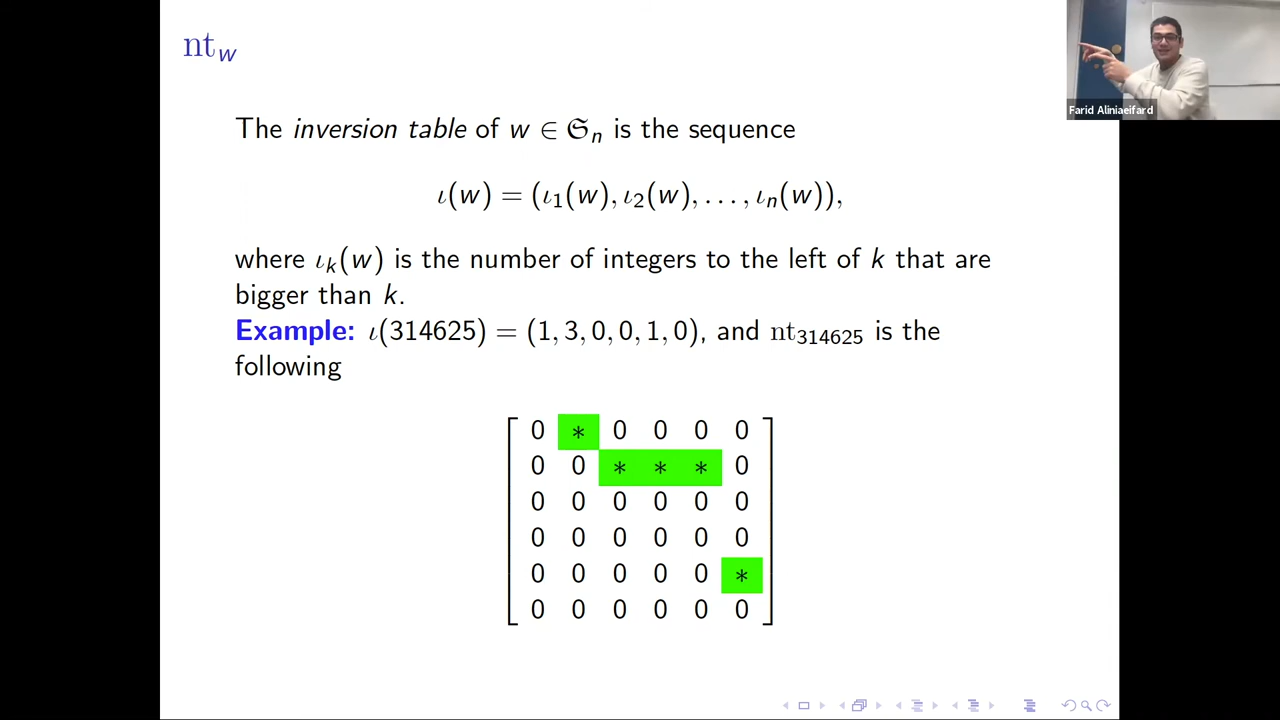 nt_w
Farid Aliniaeifard
The inversion table of w ∈ 𝔖_n is the sequence
ι(w) = (ι_1(w), ι_2(w), . . . , ι_n(w)),
where ι_k(w) is the number of integers to the left of k that are
bigger than k.
Example: ι(314625) = (1, 3, 0, 0, 1, 0), and nt_314625 is the
following
0 * 0 0 0 0
0 0 * * * 0
0 0 0 0 0 0
0 0 0 0 0 0
0 0 0 0 0 *
0 0 0 0 0 0